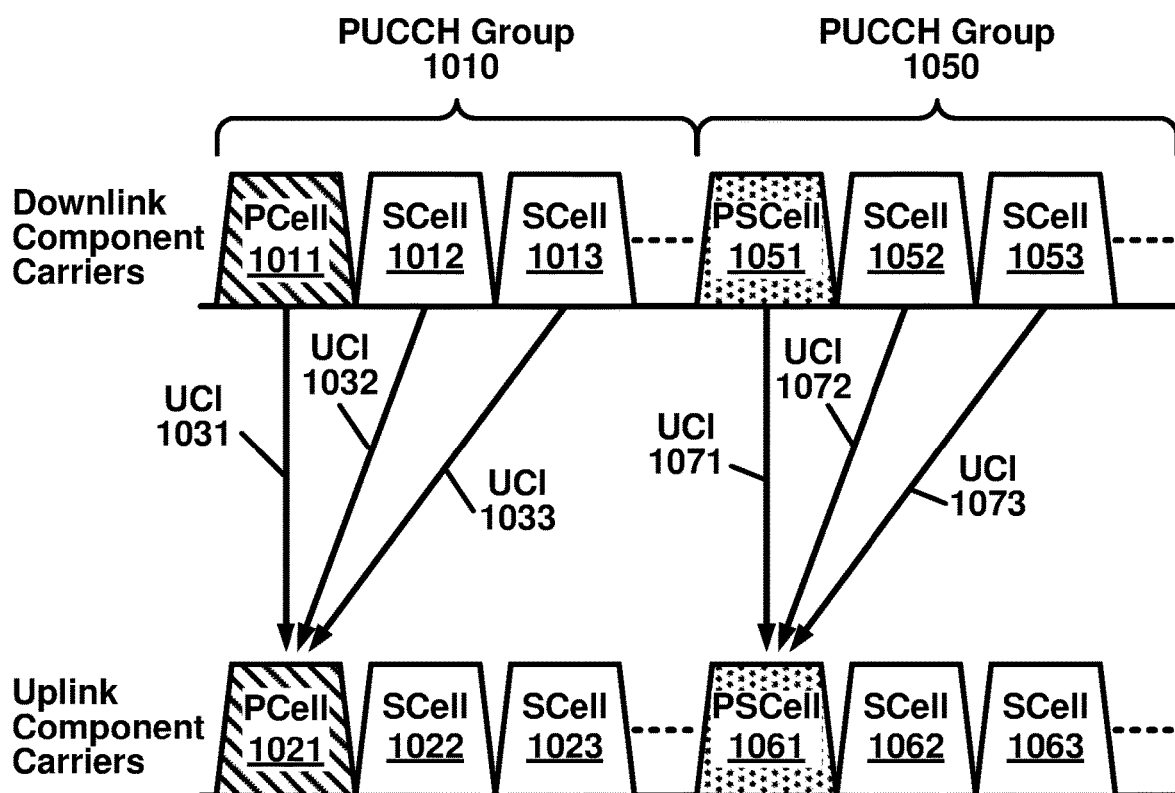 PUCCH Group
1010
PUCCH Group
1050
Downlink
Component
Carriers
PCell
1011
SCell
1012
SCell
1013
PSCell
1051
SCell
1052
SCell
1053
UCI
1031
UCI
1032
UCI
1033
UCI
1071
UCI
1072
UCI
1073
Uplink
Component
Carriers
PCell
1021
SCell
1022
SCell
1023
PSCell
1061
SCell
1062
SCell
1063